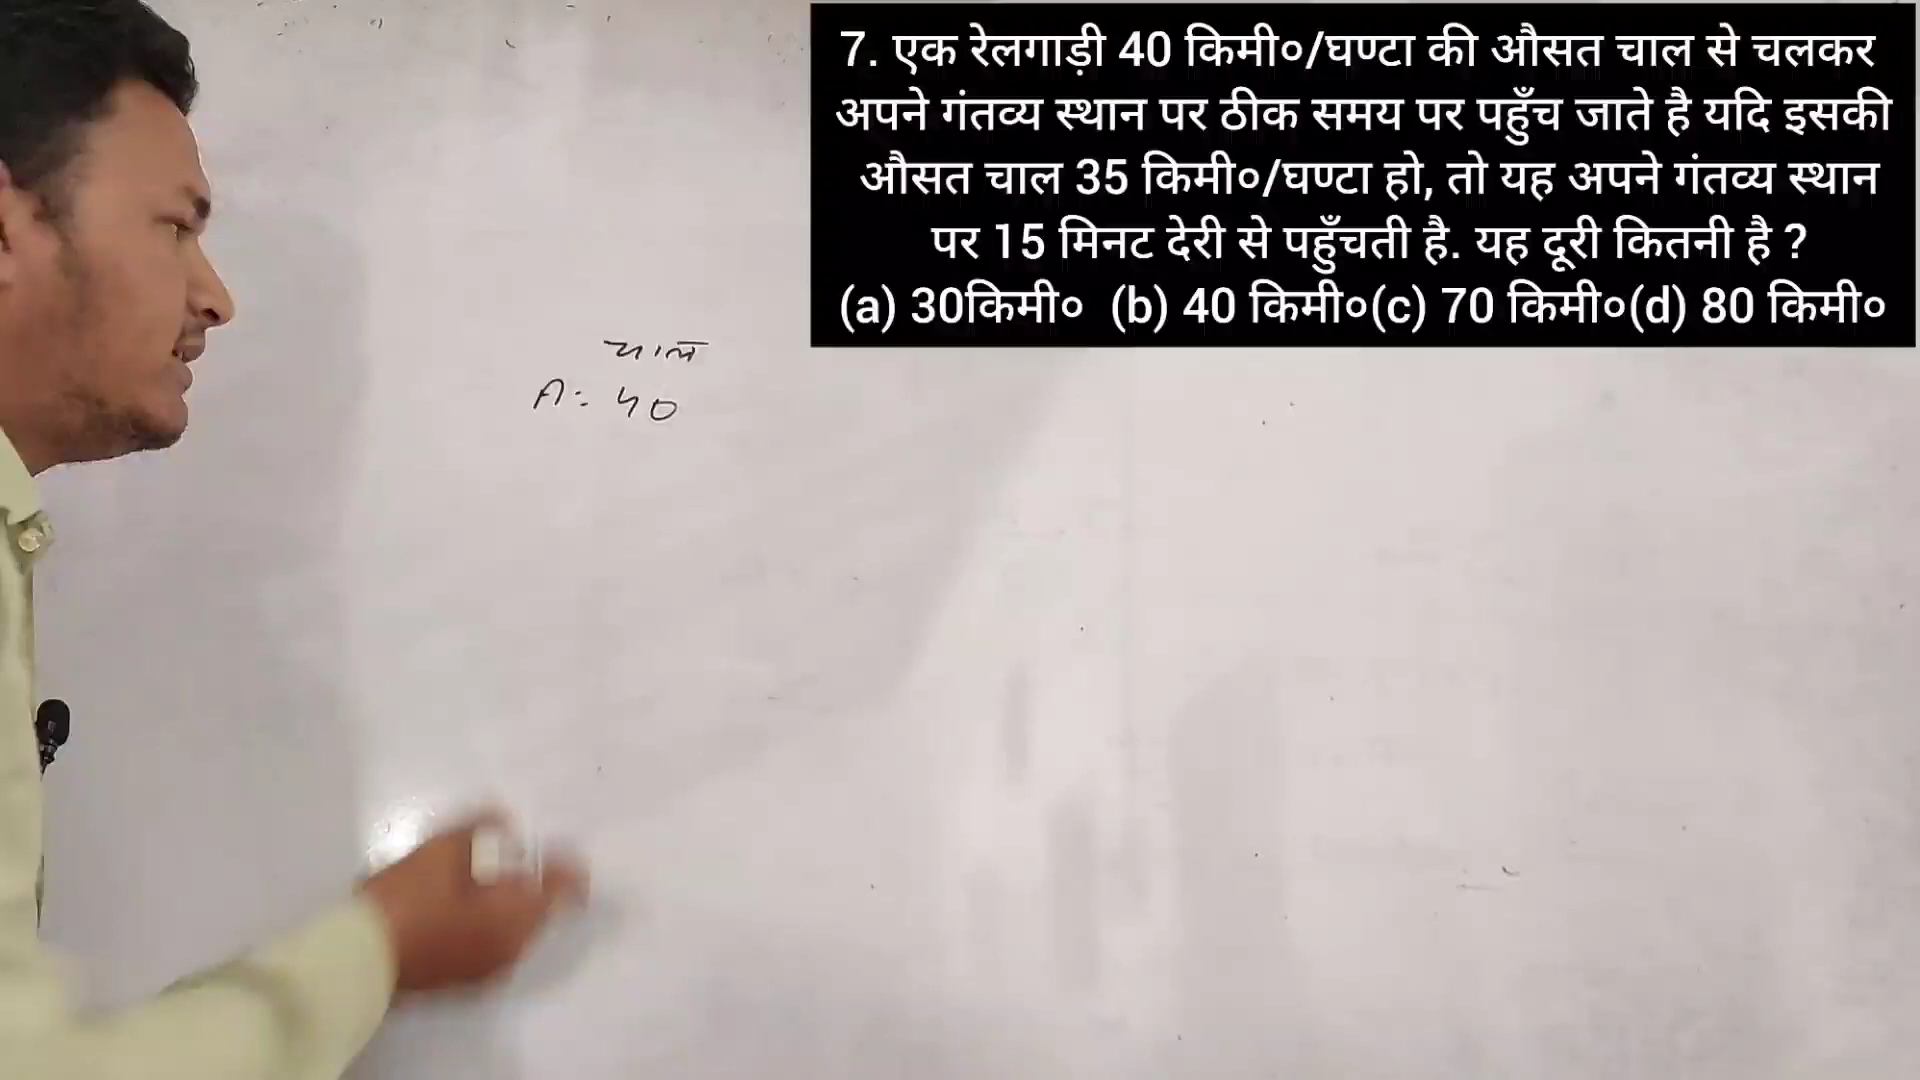 7. एक रेलगाड़ी 40 किमी०/घण्टा की औसत चाल से चलकर
अपने गंतव्य स्थान पर ठीक समय पर पहुँच जाते है यदि इसकी
औसत चाल 35 किमी०/घण्टा हो, तो यह अपने गंतव्य स्थान
पर 15 मिनट देरी से पहुँचती है. यह दूरी कितनी है ?
(a) 30किमी० (b) 40 किमी०(c) 70 किमी०(d) 80 किमी०
चाल
A: 40